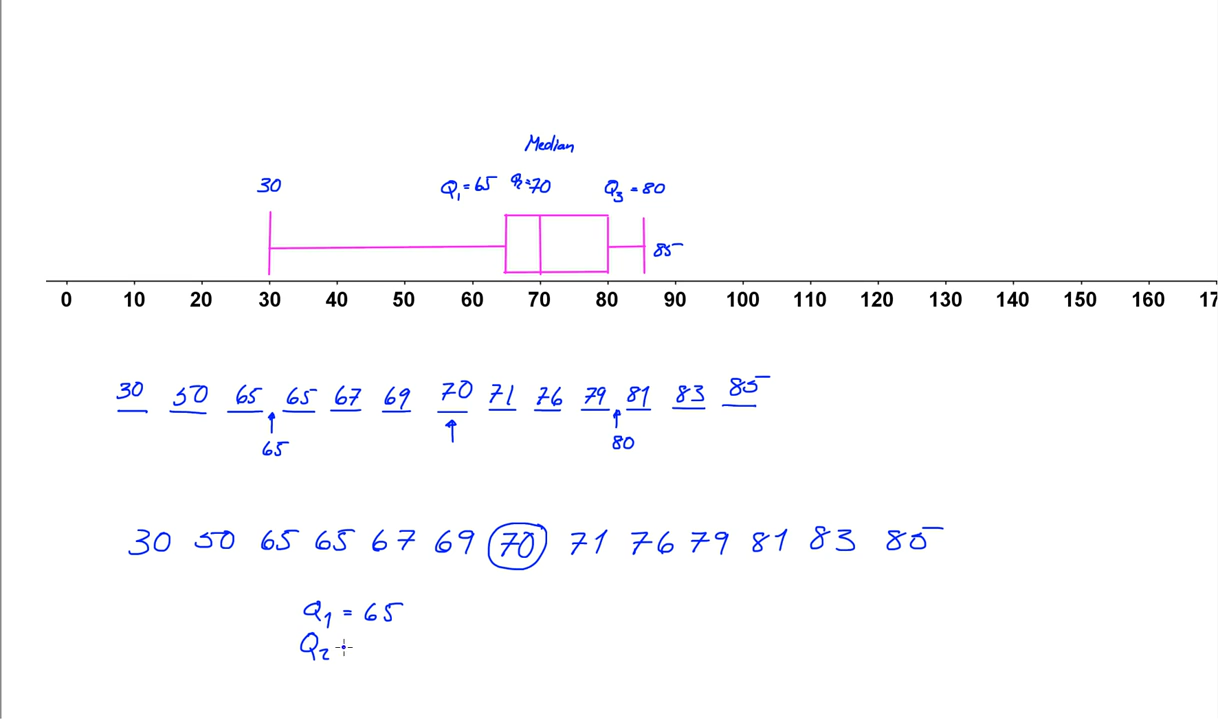 Median
30 Q₁=65 Q₂=70 Q₃=80
85
0 10 20 30 40 50 60 70 80 90 100 110 120 130 140 150 160 17
30 50 65 65 67 69 70 71 76 79 81 83 85
65 80
30 50 65 65 67 69 70 71 76 79 81 83 85
Q₁ = 65
Q₂